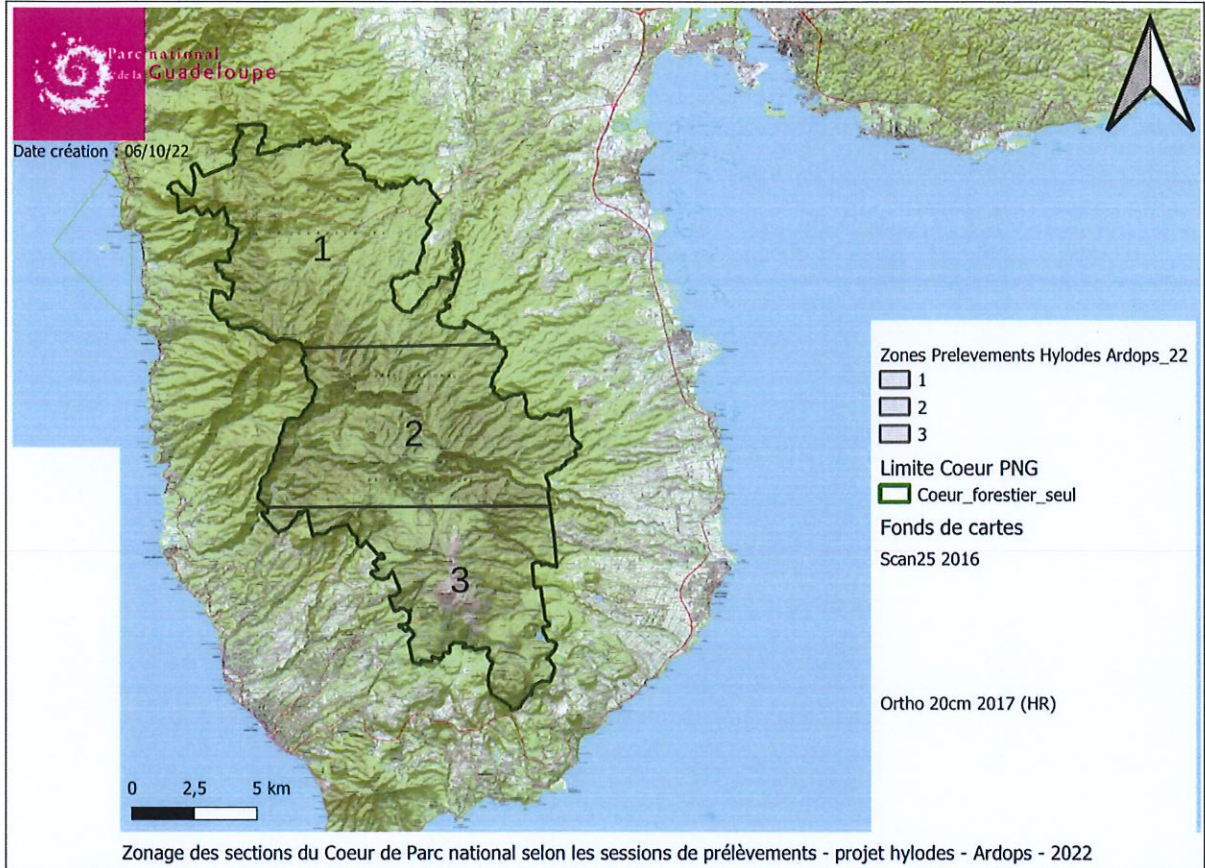 Parc national
de la Guadeloupe
Date création : 06/10/22
1
2
3
Zones Prelevements Hylodes Ardops_22
1
2
3
Limite Coeur PNG
Coeur_forestier_seul
Fonds de cartes
Scan25 2016
Ortho 20cm 2017 (HR)
0 2,5 5 km
Zonage des sections du Coeur de Parc national selon les sessions de prélèvements - projet hylodes - Ardops - 2022